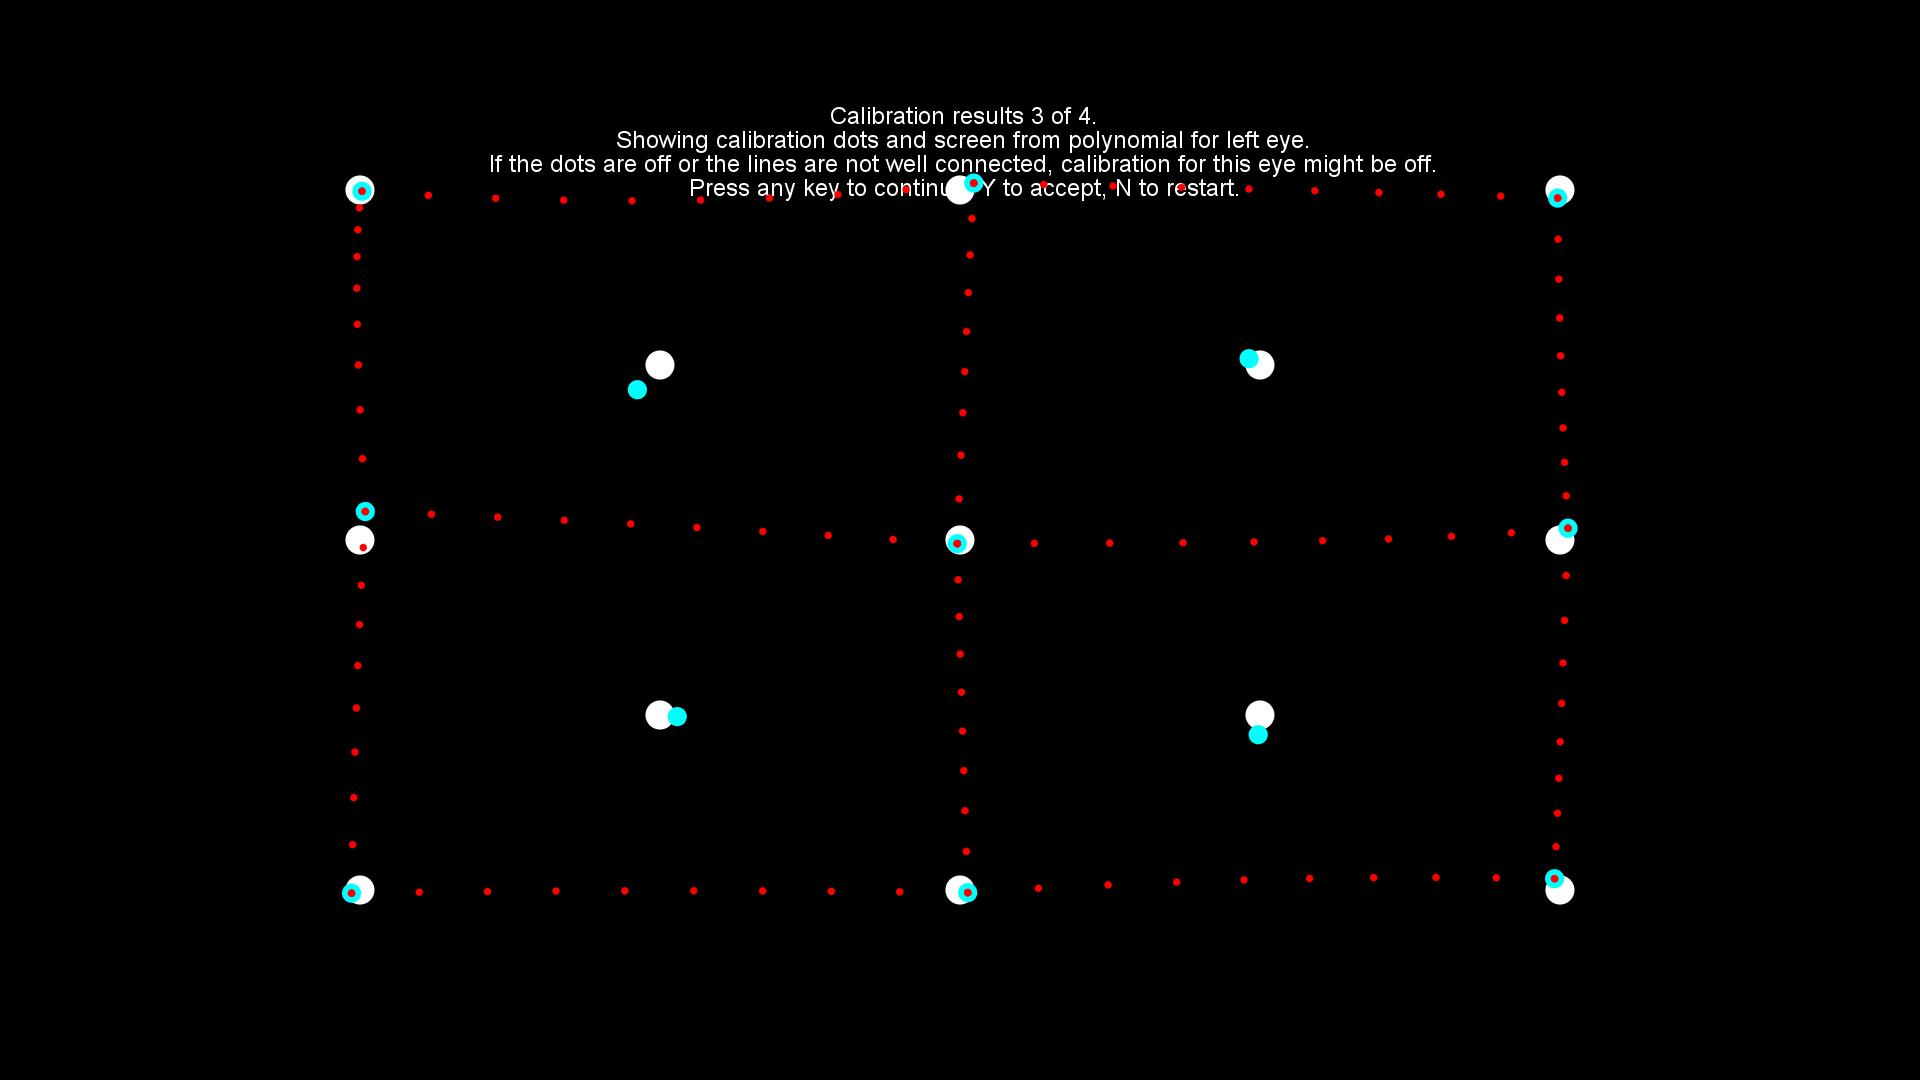 Calibration results 3 of 4.
Showing calibration dots and screen from polynomial for left eye.
If the dots are off or the lines are not well connected, calibration for this eye might be off.
Press any key to continue, Y to accept, N to restart.